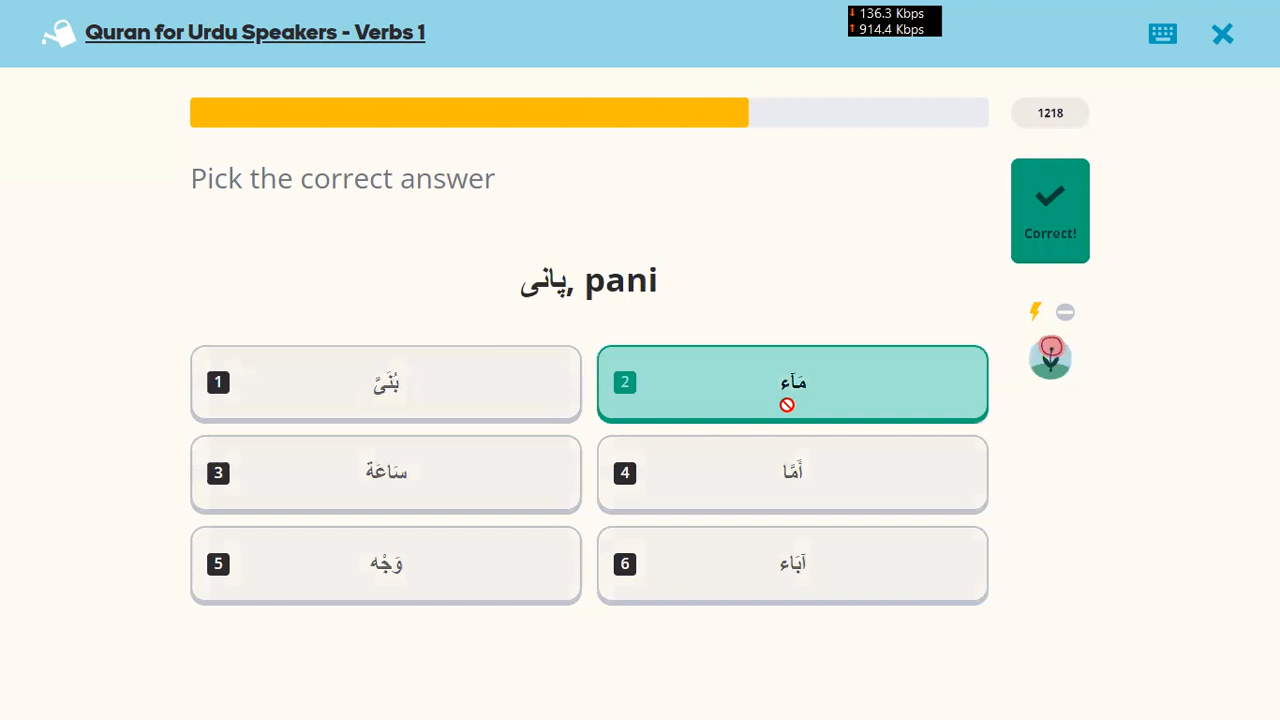 Quran for Urdu Speakers - Verbs 1
↓ 136.3 Kbps
↑ 914.4 Kbps
1218
Pick the correct answer
Correct!
پانی, pani
1 بُنَىَّ
2 مَآء
3 سَاعَة
4 أَمَّا
5 وَجْه
6 آبَاء